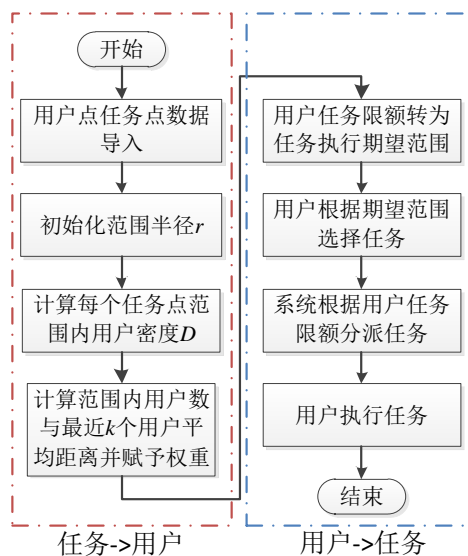 开始
用户点任务点数据
导入
初始化范围半径r
计算每个任务点范
围内用户密度D
计算范围内用户数
与最近k个用户平
均距离并赋予权重
任务->用户
用户任务限额转为
任务执行期望范围
用户根据期望范围
选择任务
系统根据用户任务
限额分派任务
用户执行任务
结束
用户->任务